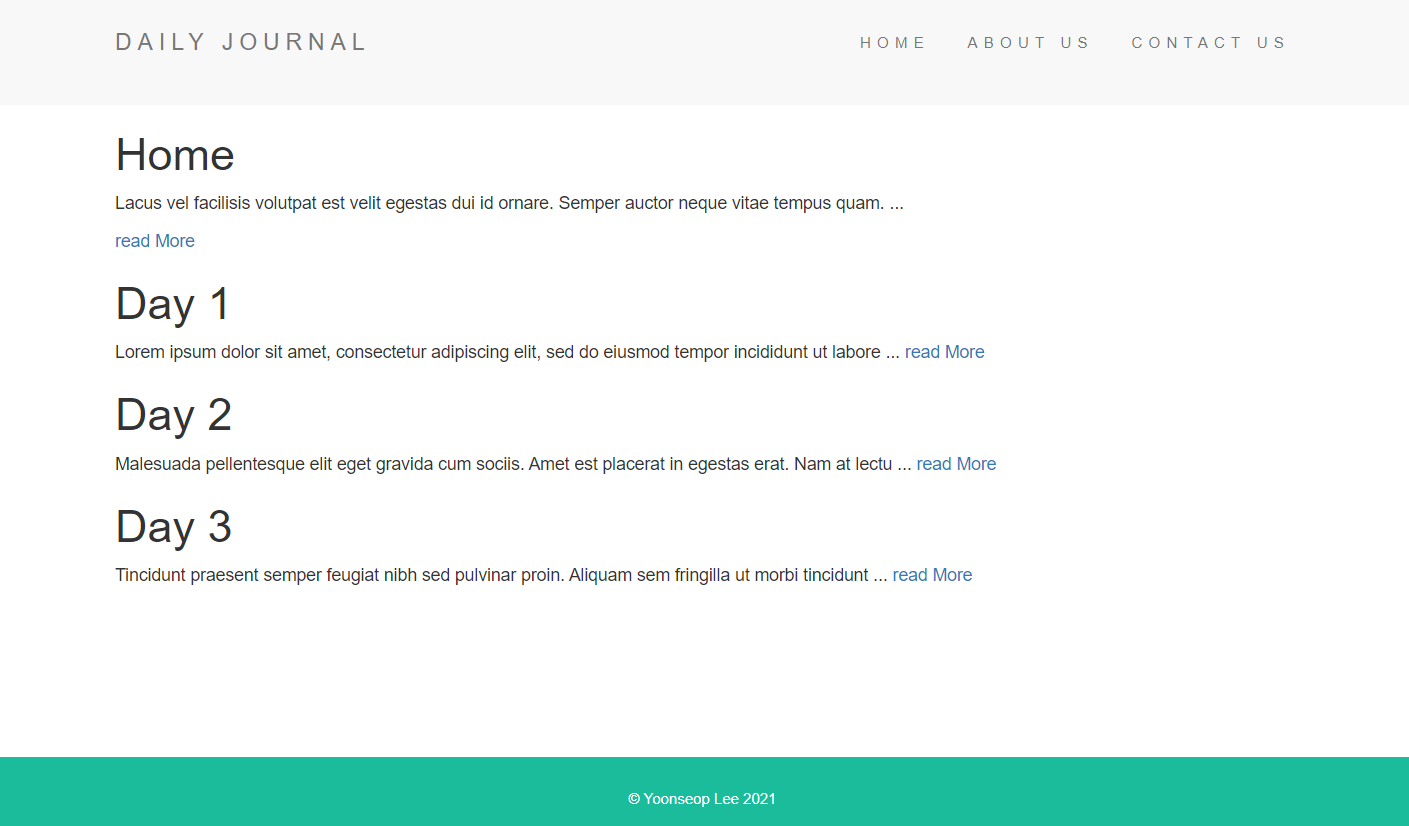 DAILY JOURNAL
HOME ABOUT US CONTACT US
Home
Lacus vel facilisis volutpat est velit egestas dui id ornare. Semper auctor neque vitae tempus quam. ...
read More
Day 1
Lorem ipsum dolor sit amet, consectetur adipiscing elit, sed do eiusmod tempor incididunt ut labore ... read More
Day 2
Malesuada pellentesque elit eget gravida cum sociis. Amet est placerat in egestas erat. Nam at lectu ... read More
Day 3
Tincidunt praesent semper feugiat nibh sed pulvinar proin. Aliquam sem fringilla ut morbi tincidunt ... read More
© Yoonseop Lee 2021